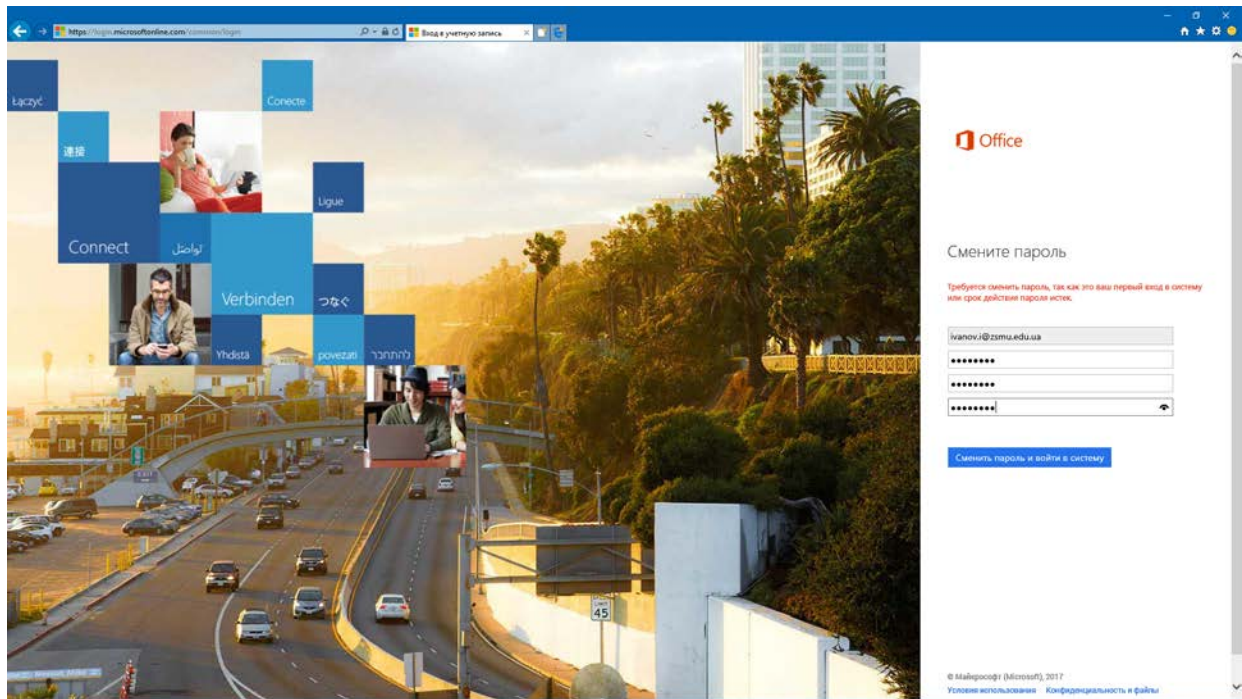 https://login.microsoftonline.com/common/login
Вход в учетную запись
Łączyć
Conecte
連接
Ligue
Connect
تواصل
Verbinden
つなぐ
Yhdistä
povezati
להתחבר
EXIT
LIMIT
45
Office
Смените пароль
Требуется сменить пароль, так как это ваш первый вход в систему
или срок действия пароля истек.
ivanov.i@zsmu.edu.ua
Сменить пароль и войти в систему
© Майкрософт (Microsoft), 2017
Условия использования Конфиденциальность и файлы